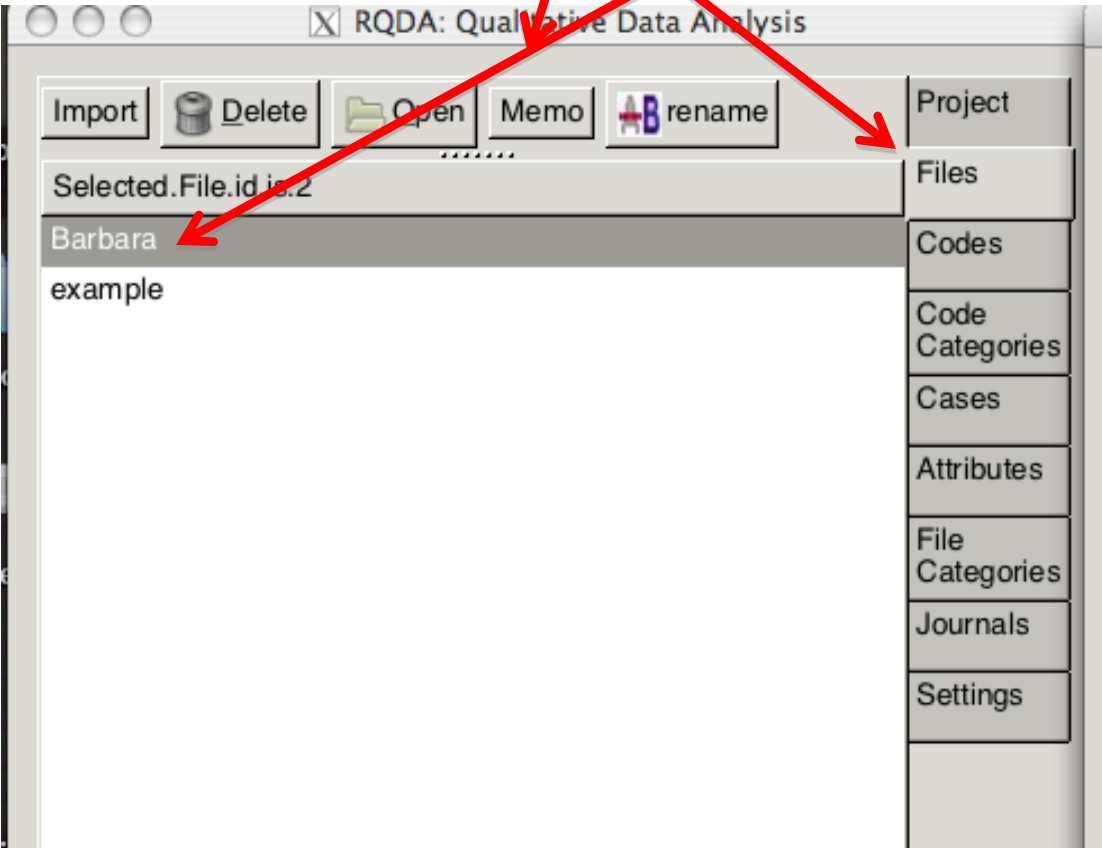 X RQDA: Qualitative Data Analysis
Import Delete Open Memo AB rename
Selected.File.id.is.2
Barbara
example
Project
Files
Codes
Code
Categories
Cases
Attributes
File
Categories
Journals
Settings